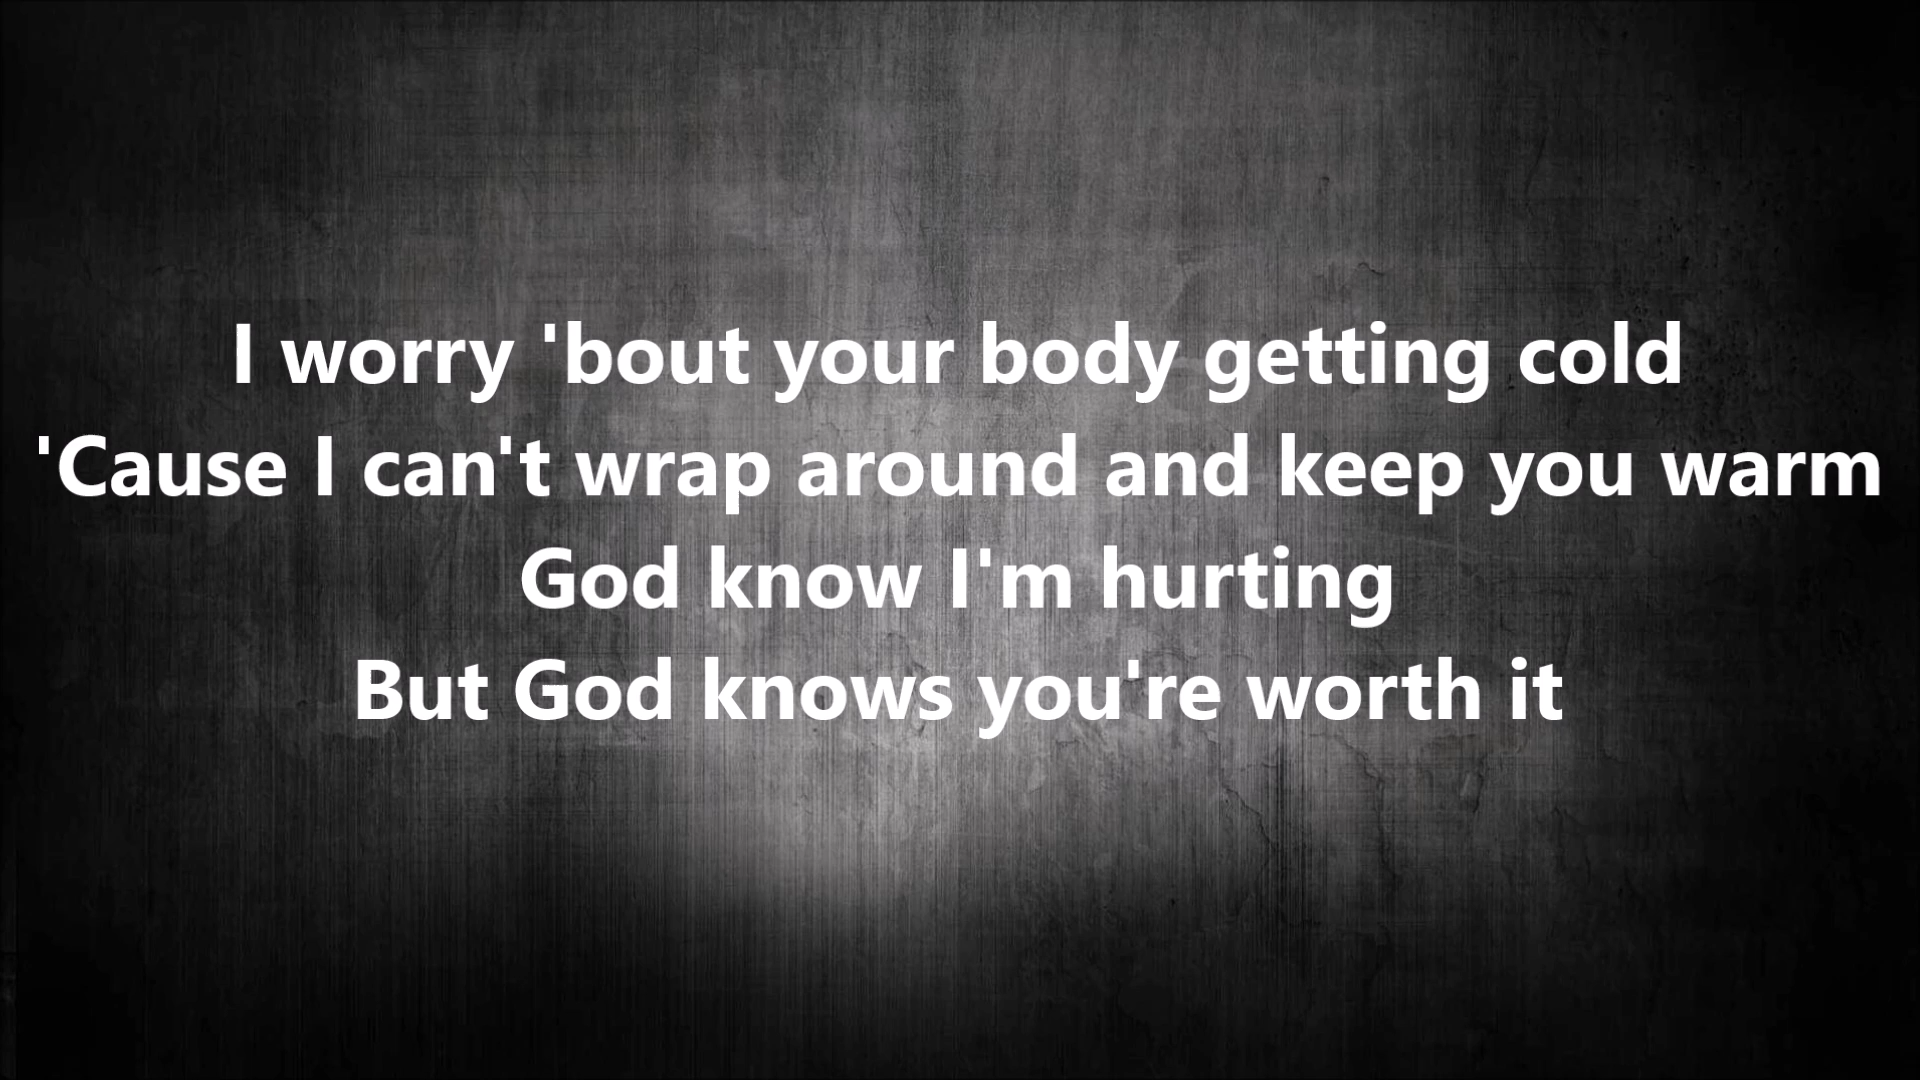 I worry 'bout your body getting cold
'Cause I can't wrap around and keep you warm
God know I'm hurting
But God knows you're worth it